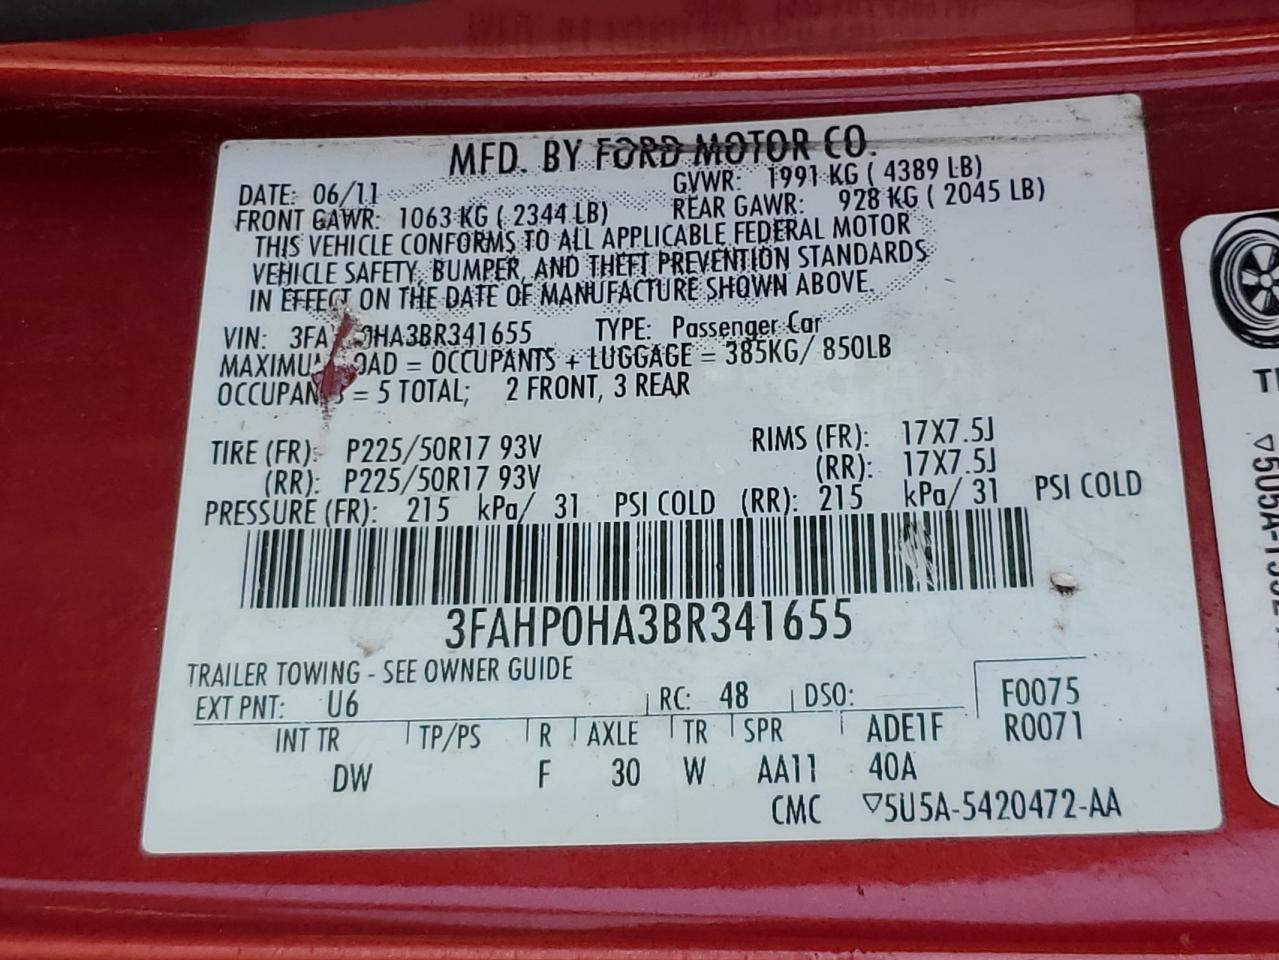 MFD. BY FORD MOTOR CO.
DATE: 06/11 GVWR: 1991 KG ( 4389 LB)
FRONT GAWR: 1063 KG ( 2344 LB) REAR GAWR: 928 KG ( 2045 LB)
THIS VEHICLE CONFORMS TO ALL APPLICABLE FEDERAL MOTOR
VEHICLE SAFETY, BUMPER, AND THEFT PREVENTION STANDARDS
IN EFFECT ON THE DATE OF MANUFACTURE SHOWN ABOVE.
VIN: 3FAHP0HA3BR341655 TYPE: Passenger Car
MAXIMUM LOAD = OCCUPANTS + LUGGAGE = 385KG/ 850LB
OCCUPANTS = 5 TOTAL; 2 FRONT, 3 REAR
TIRE (FR): P225/50R17 93V RIMS (FR): 17X7.5J
(RR): P225/50R17 93V (RR): 17X7.5J
PRESSURE (FR): 215 kPa/ 31 PSI COLD (RR): 215 kPa/ 31 PSI COLD
3FAHP0HA3BR341655
TRAILER TOWING - SEE OWNER GUIDE
EXT PNT: U6 RC: 48 DSO: F0075
INT TR TP/PS R AXLE TR SPR ADE1F R0071
DW F 30 W AA11 40A
CMC ▽5U5A-5420472-AA